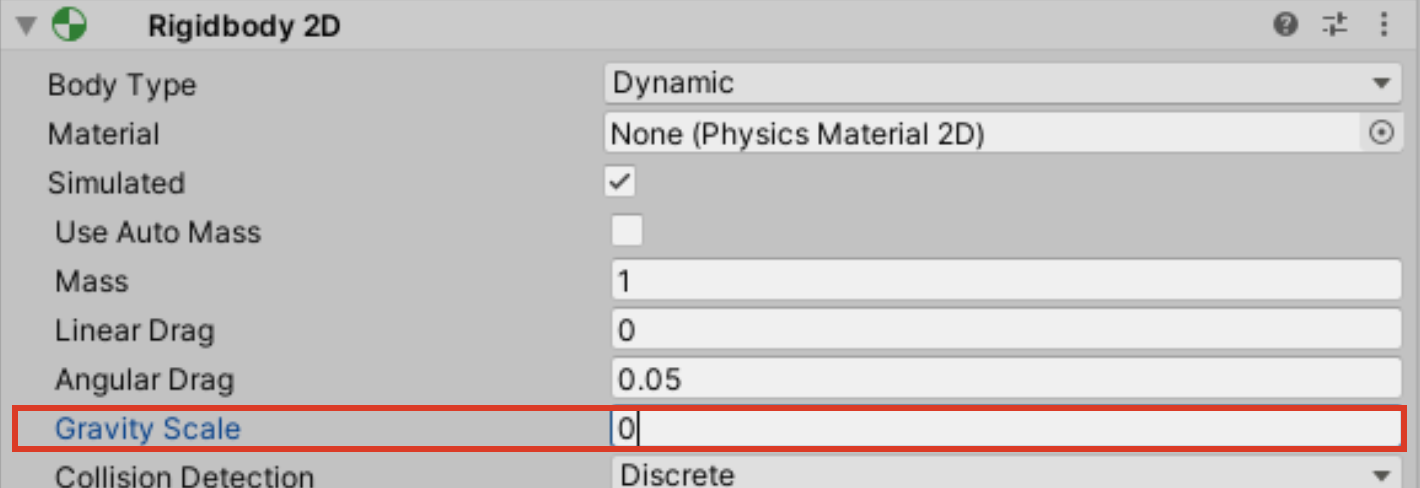 Rigidbody 2D
Body Type Dynamic
Material None (Physics Material 2D)
Simulated
Use Auto Mass
Mass 1
Linear Drag 0
Angular Drag 0.05
Gravity Scale 0
Collision Detection Discrete